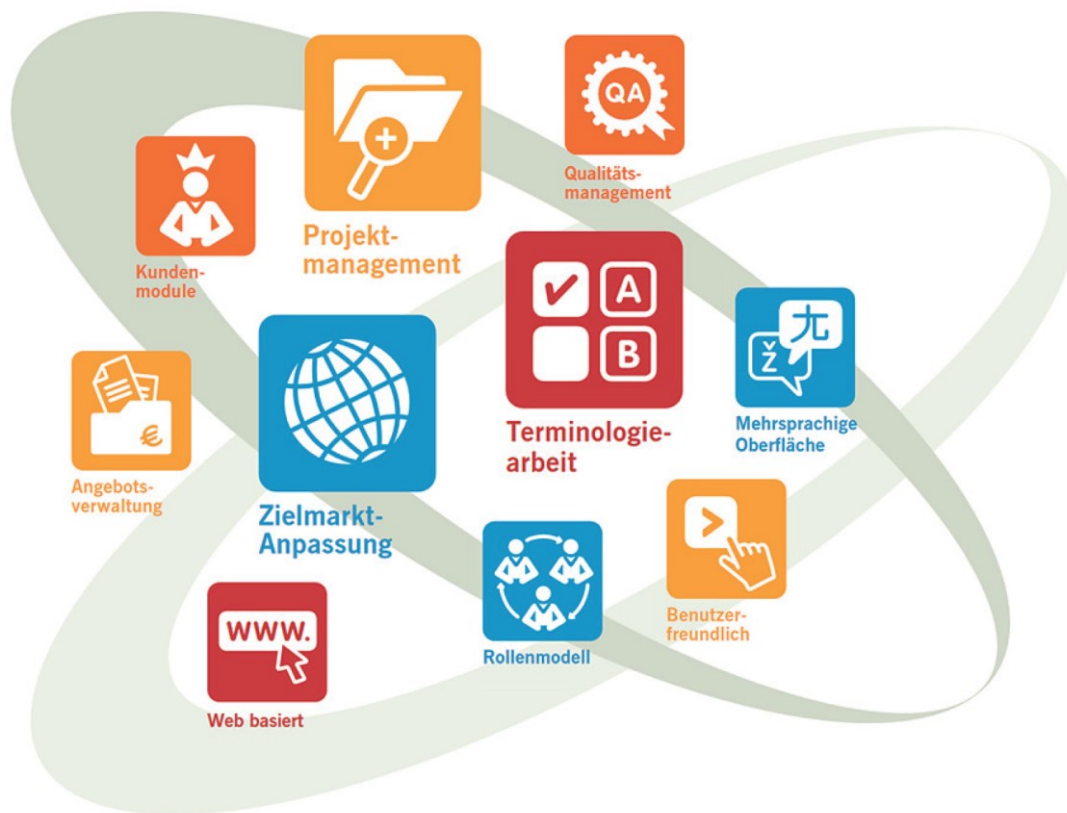 QA
Qualitäts-
management
Projekt-
management
Kunden-
module
A
B
Terminologie-
arbeit
ž
Mehrsprachige
Oberfläche
€
Angebots-
verwaltung
Zielmarkt-
Anpassung
>
Benutzer-
freundlich
Rollenmodell
www.
Web basiert